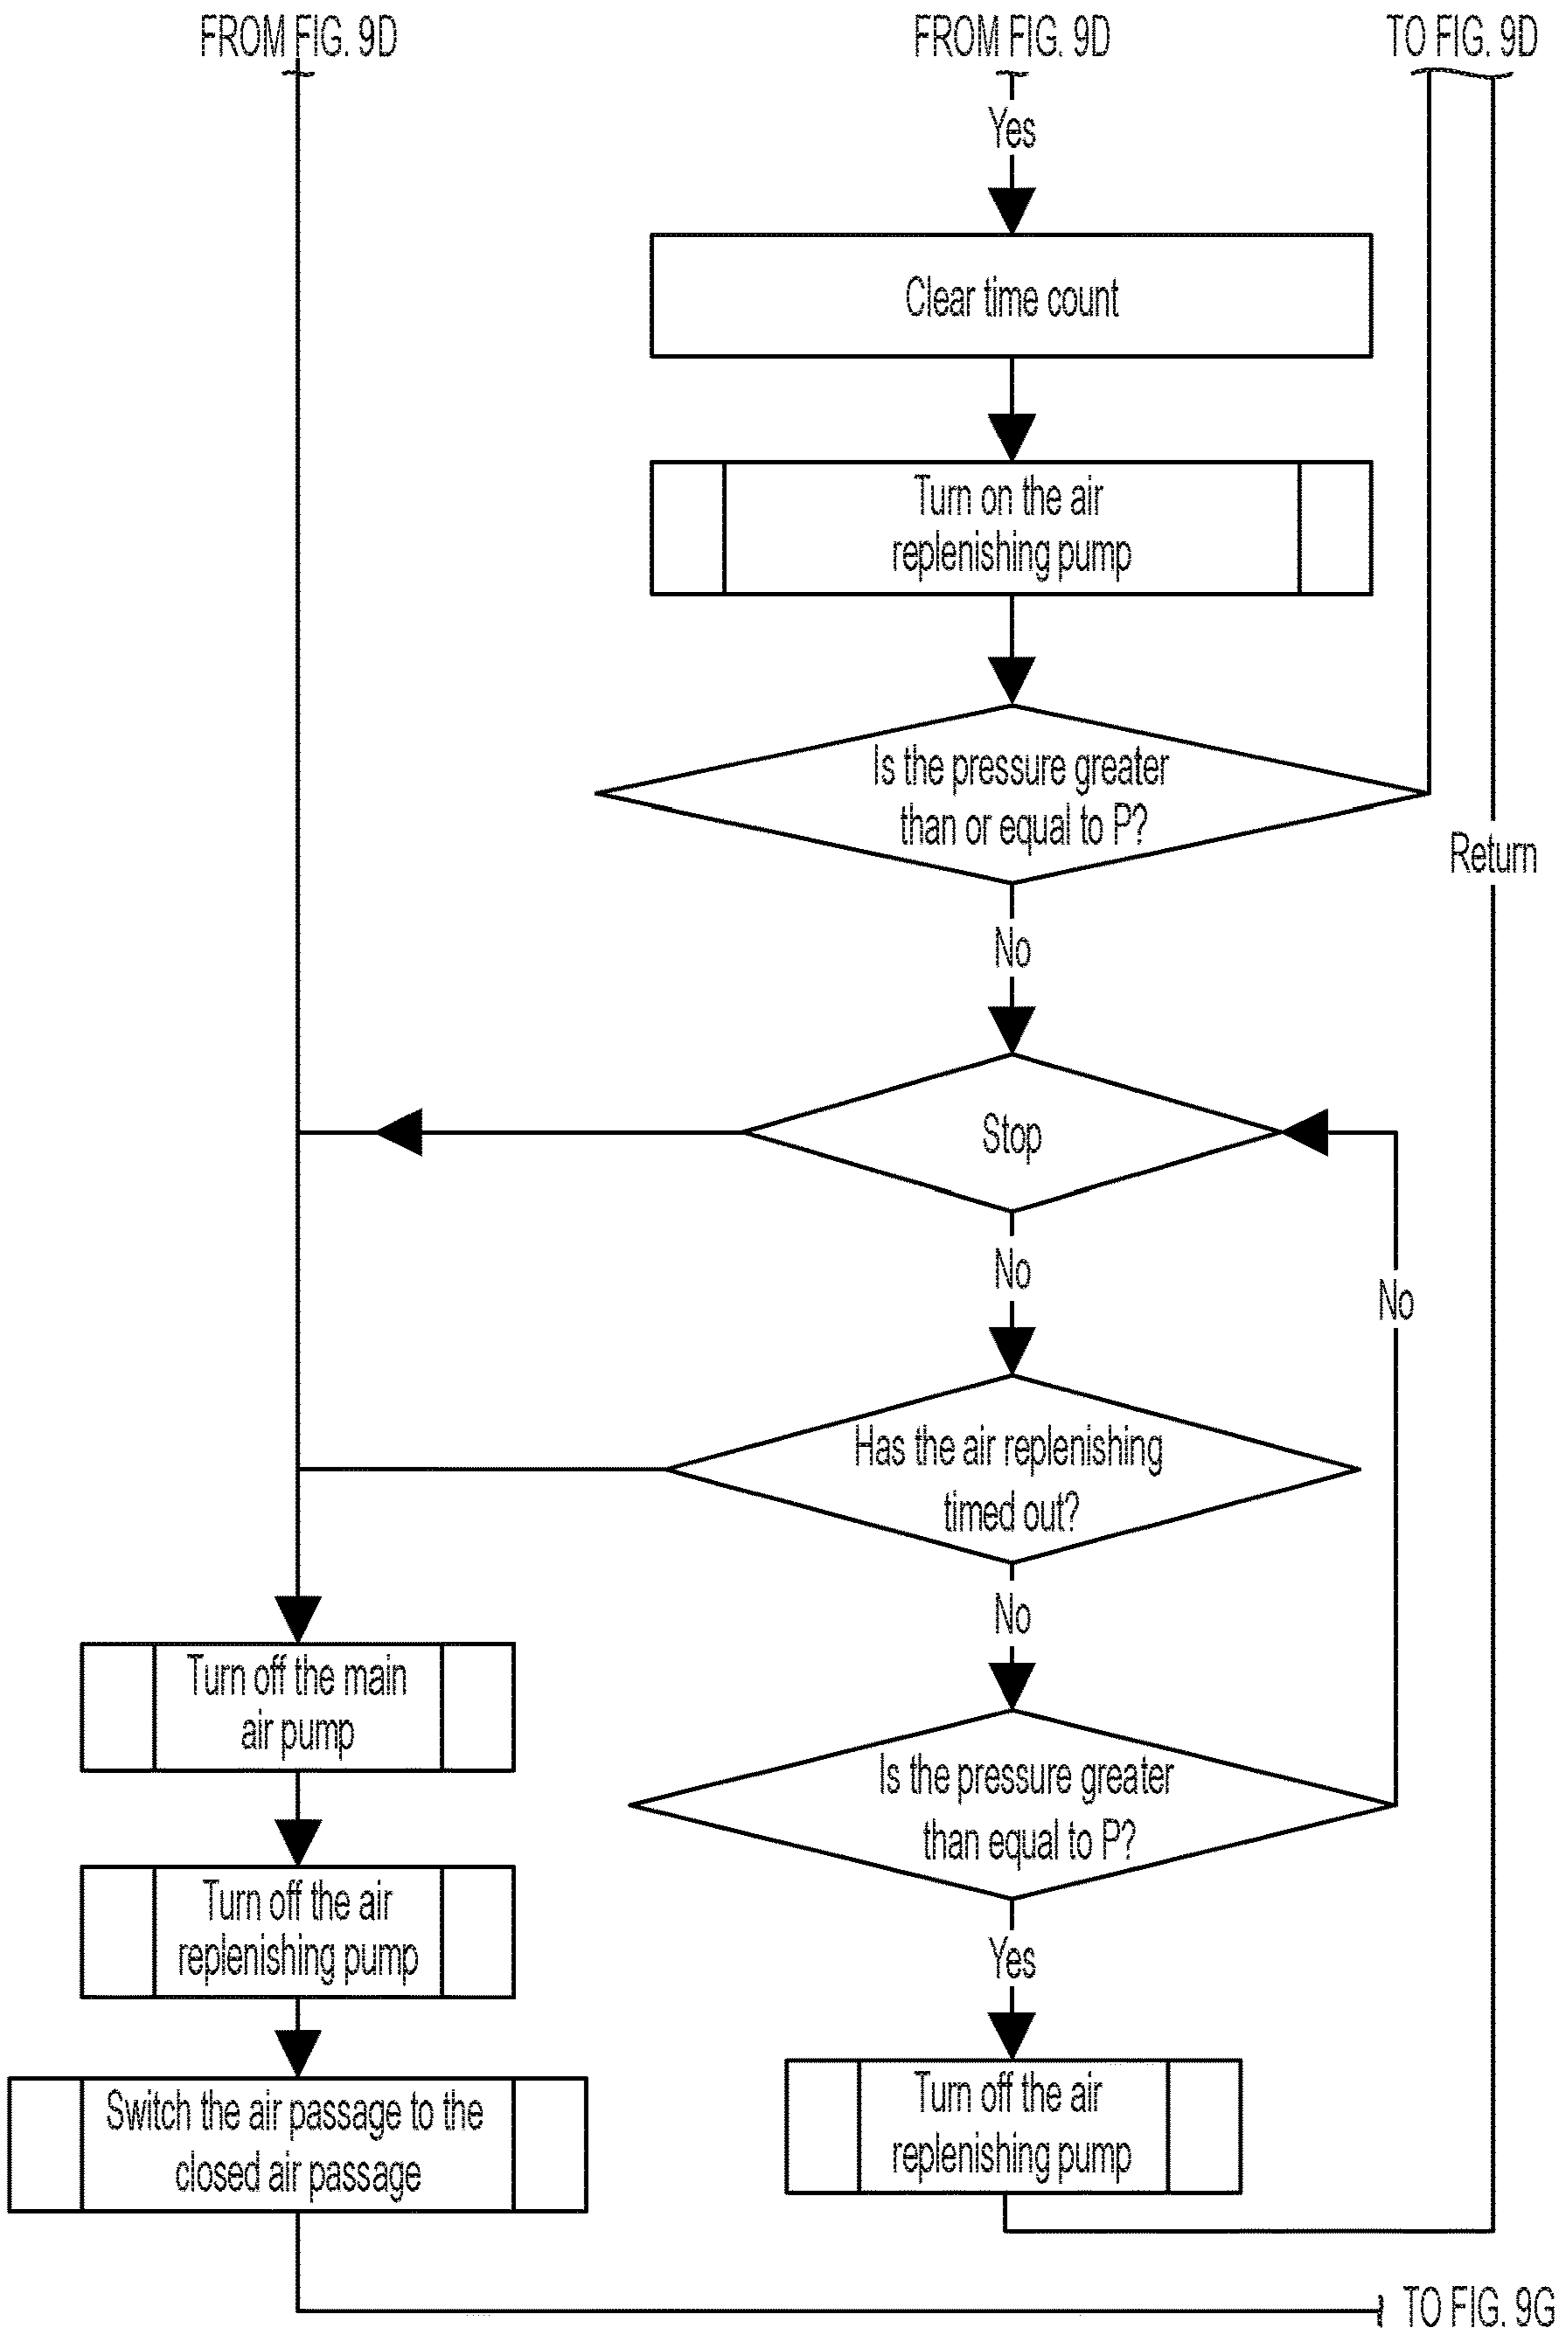 FROM FIG. 9D
FROM FIG. 9D
TO FIG. 9D
Yes
Clear time count
Turn on the air
replenishing pump
Is the pressure greater
than or equal to P?
Return
No
Stop
No
No
Has the air replenishing
timed out?
No
Turn off the main
air pump
Is the pressure greater
than equal to P?
Turn off the air
replenishing pump
Yes
Switch the air passage to the
closed air passage
Turn off the air
replenishing pump
TO FIG. 9G